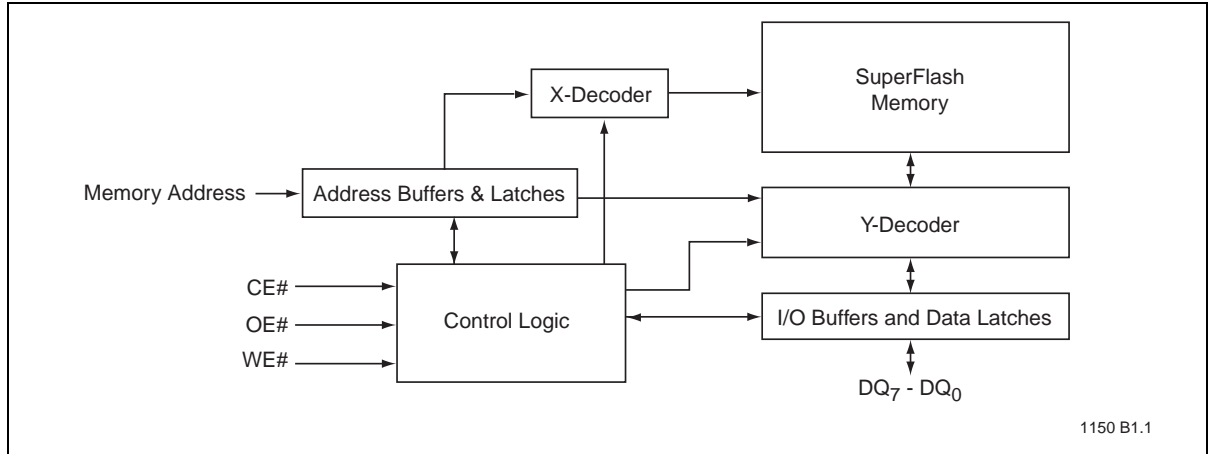 SuperFlash
Memory
X-Decoder
Memory Address
Address Buffers & Latches
Y-Decoder
CE#
OE#
WE#
Control Logic
I/O Buffers and Data Latches
DQ7 - DQ0
1150 B1.1